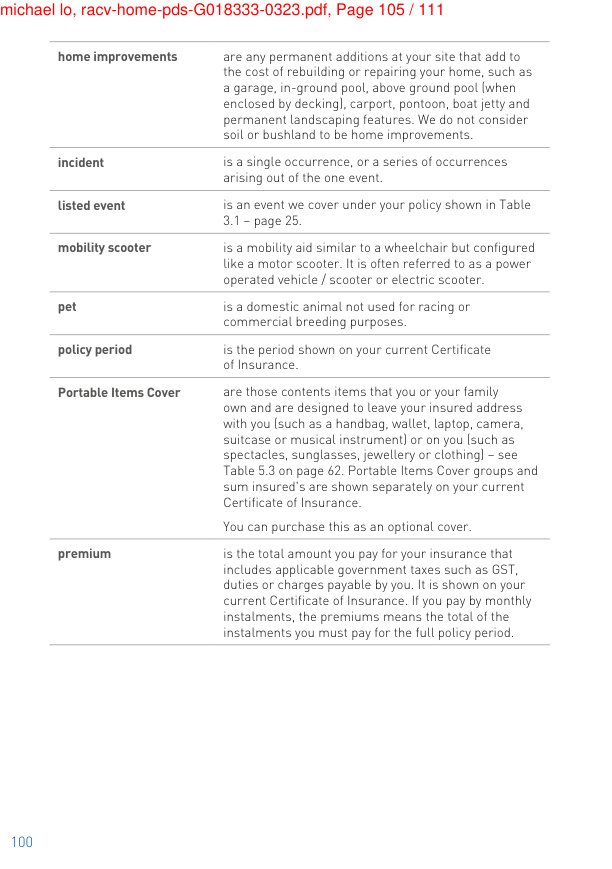 michael lo, racv-home-pds-G018333-0323.pdf, Page 105 / 111
home improvements
are any permanent additions at your site that add to
the cost of rebuilding or repairing your home, such as
a garage, in-ground pool, above ground pool (when
enclosed by decking), carport, pontoon, boat jetty and
permanent landscaping features. We do not consider
soil or bushland to be home improvements.
incident
is a single occurrence, or a series of occurrences
arising out of the one event.
listed event
is an event we cover under your policy shown in Table
3.1 – page 25.
mobility scooter
is a mobility aid similar to a wheelchair but configured
like a motor scooter. It is often referred to as a power
operated vehicle / scooter or electric scooter.
pet
is a domestic animal not used for racing or
commercial breeding purposes.
policy period
is the period shown on your current Certificate
of Insurance.
Portable Items Cover
are those contents items that you or your family
own and are designed to leave your insured address
with you (such as a handbag, wallet, laptop, camera,
suitcase or musical instrument) or on you (such as
spectacles, sunglasses, jewellery or clothing) – see
Table 5.3 on page 62. Portable Items Cover groups and
sum insured's are shown separately on your current
Certificate of Insurance.
You can purchase this as an optional cover.
premium
is the total amount you pay for your insurance that
includes applicable government taxes such as GST,
duties or charges payable by you. It is shown on your
current Certificate of Insurance. If you pay by monthly
instalments, the premiums means the total of the
instalments you must pay for the full policy period.
100